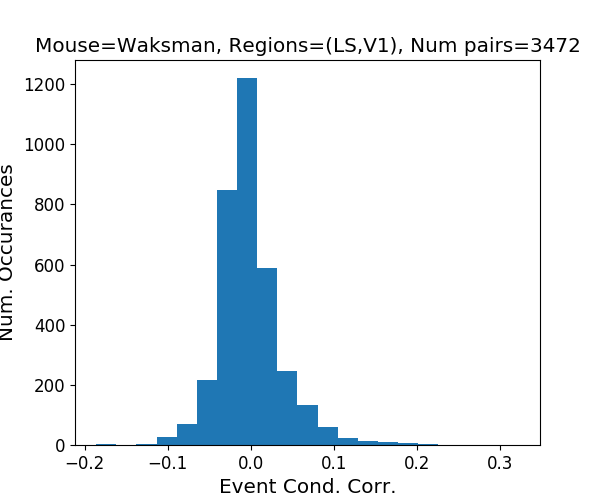 Mouse=Waksman, Regions=(LS,V1), Num pairs=3472
Num. Occurances
1200
1000
800
600
400
200
0
−0.2 −0.1 0.0 0.1 0.2 0.3
Event Cond. Corr.